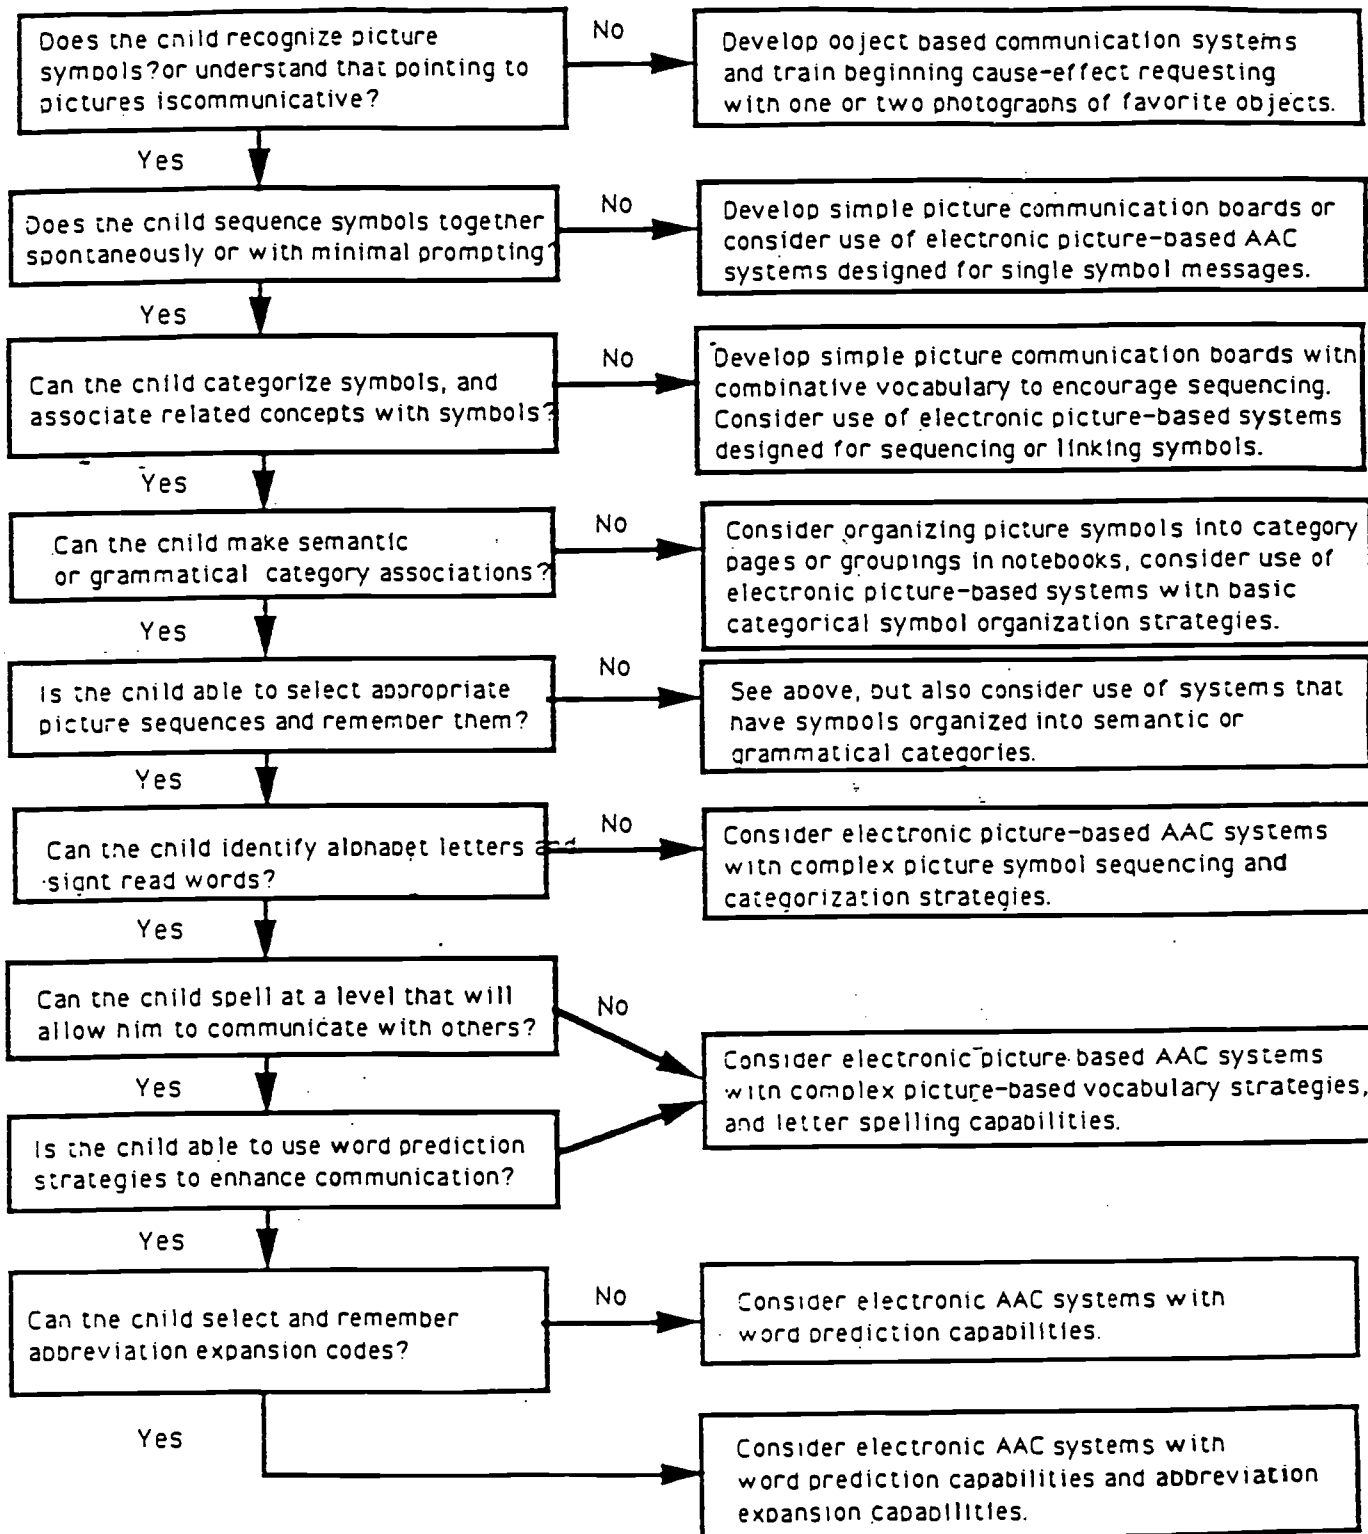 Does the child recognize picture
symbols?or understand that pointing to
pictures iscommunicative?
No
Develop object based communication systems
and train beginning cause-effect requesting
with one or two photographs of favorite objects.
Yes
Does the child sequence symbols together
spontaneously or with minimal prompting?
No
Develop simple picture communication boards or
consider use of electronic picture-based AAC
systems designed for single symbol messages.
Yes
Can the child categorize symbols, and
associate related concepts with symbols?
No
Develop simple picture communication boards with
combinative vocabulary to encourage sequencing.
Consider use of electronic picture-based systems
designed for sequencing or linking symbols.
Yes
Can the child make semantic
or grammatical category associations?
No
Consider organizing picture symbols into category
pages or groupings in notebooks, consider use of
electronic picture-based systems with basic
categorical symbol organization strategies.
Yes
Is the child able to select appropriate
picture sequences and remember them?
No
See above, but also consider use of systems that
have symbols organized into semantic or
grammatical categories.
Yes
Can the child identify alphabet letters and
sight read words?
No
Consider electronic picture-based AAC systems
with complex picture symbol sequencing and
categorization strategies.
Yes
Can the child spell at a level that will
allow him to communicate with others?
No
Consider electronic picture based AAC systems
with complex picture-based vocabulary strategies,
and letter spelling capabilities.
Yes
Is the child able to use word prediction
strategies to enhance communication?
Yes
Can the child select and remember
abbreviation expansion codes?
No
Consider electronic AAC systems with
word prediction capabilities.
Yes
Consider electronic AAC systems with
word prediction capabilities and abbreviation
expansion capabilities.